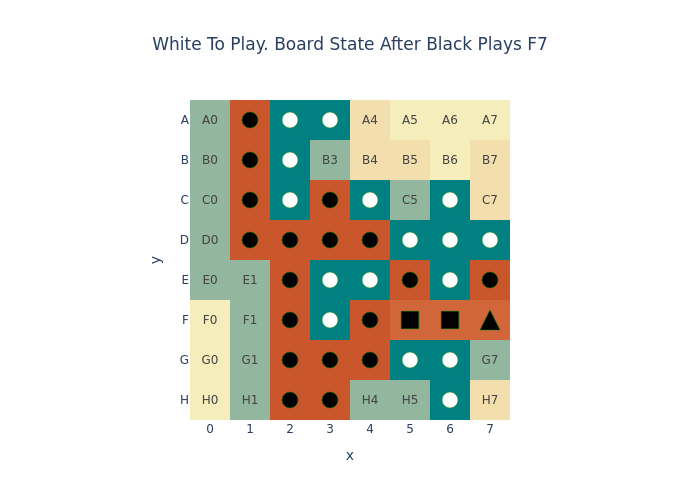 White To Play. Board State After Black Plays F7
A A0 A4 A5 A6 A7
B B0 B3 B4 B5 B6 B7
C C0 C5 C7
D D0
E E0 E1
F F0 F1
G G0 G1 G7
H H0 H1 H4 H5 H7
0 1 2 3 4 5 6 7
x
y